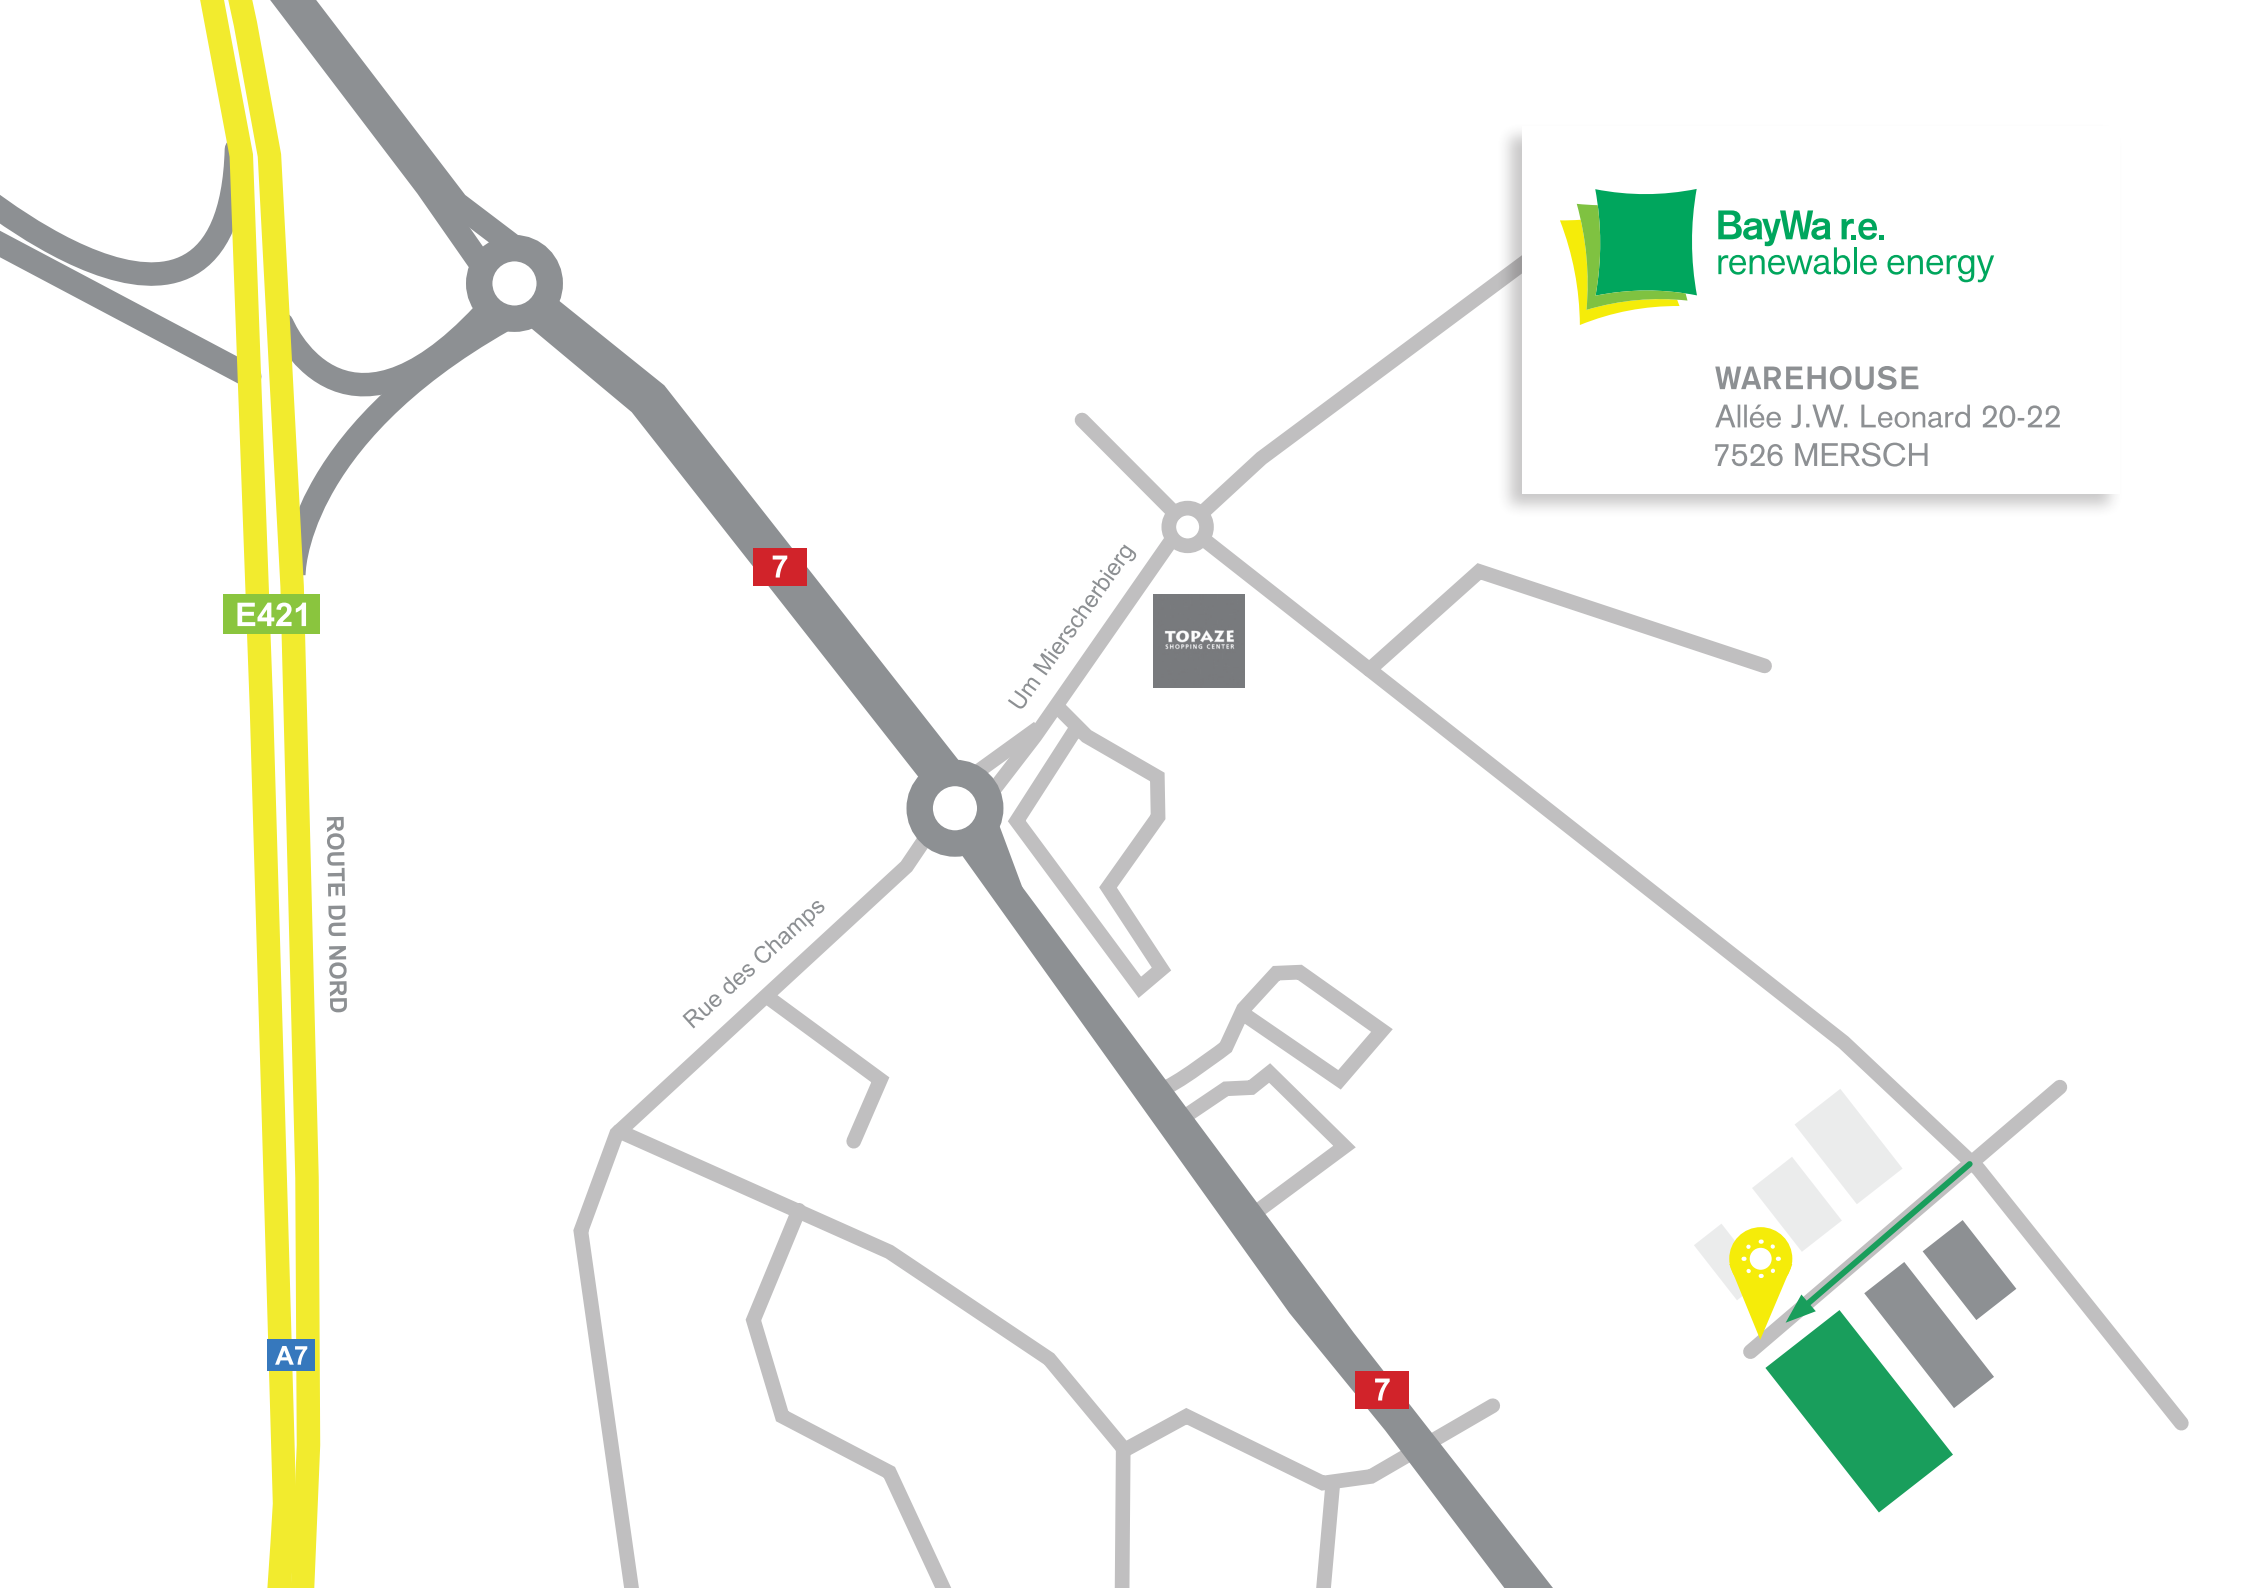 BayWa r.e.
renewable energy
WAREHOUSE
Allée J.W. Leonard 20-22
7526 MERSCH
7
Um Mierscherbierg
E421
TOPAZE
SHOPPING CENTER
ROUTE DU NORD
Rue des Champs
A7
7